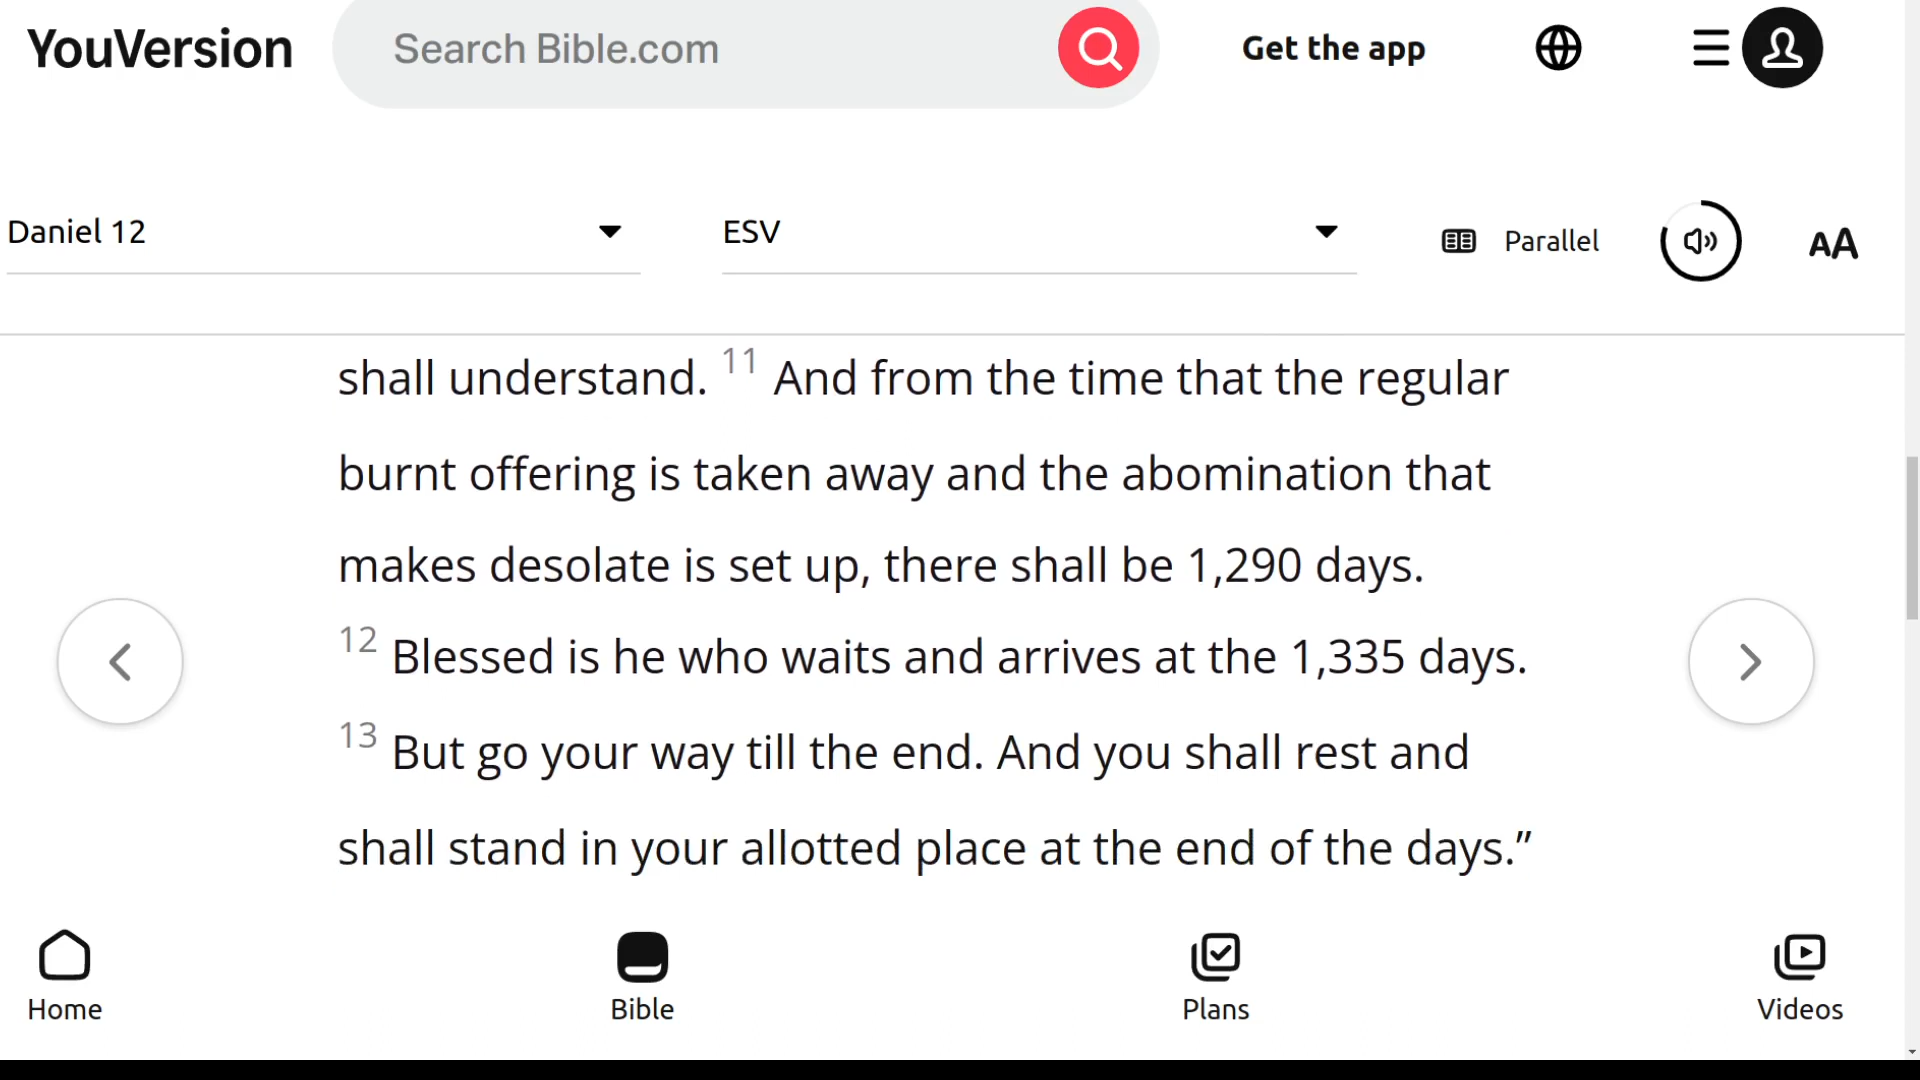 YouVersion
Search Bible.com
Get the app
Daniel 12
ESV
Parallel
AA
shall understand. 11 And from the time that the regular
burnt offering is taken away and the abomination that
makes desolate is set up, there shall be 1,290 days.
12 Blessed is he who waits and arrives at the 1,335 days.
13 But go your way till the end. And you shall rest and
shall stand in your allotted place at the end of the days.”
Home
Bible
Plans
Videos